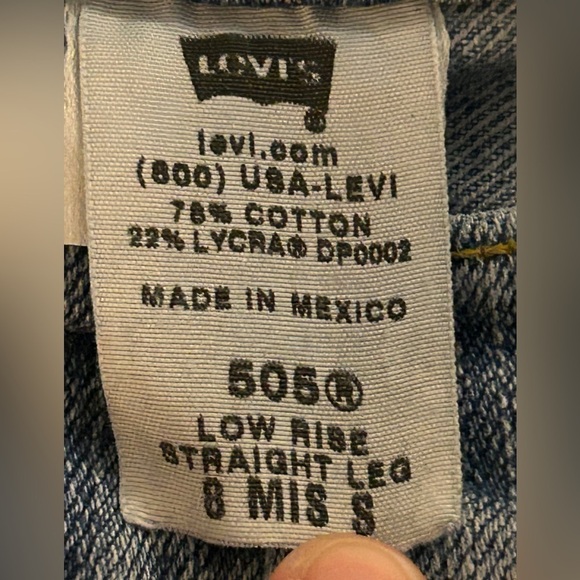 LEVI'S
®
levi.com
(800) USA-LEVI
78% COTTON
22% LYCRA® DP0002
MADE IN MEXICO
505®
LOW RISE
STRAIGHT LEG
8 MIS S